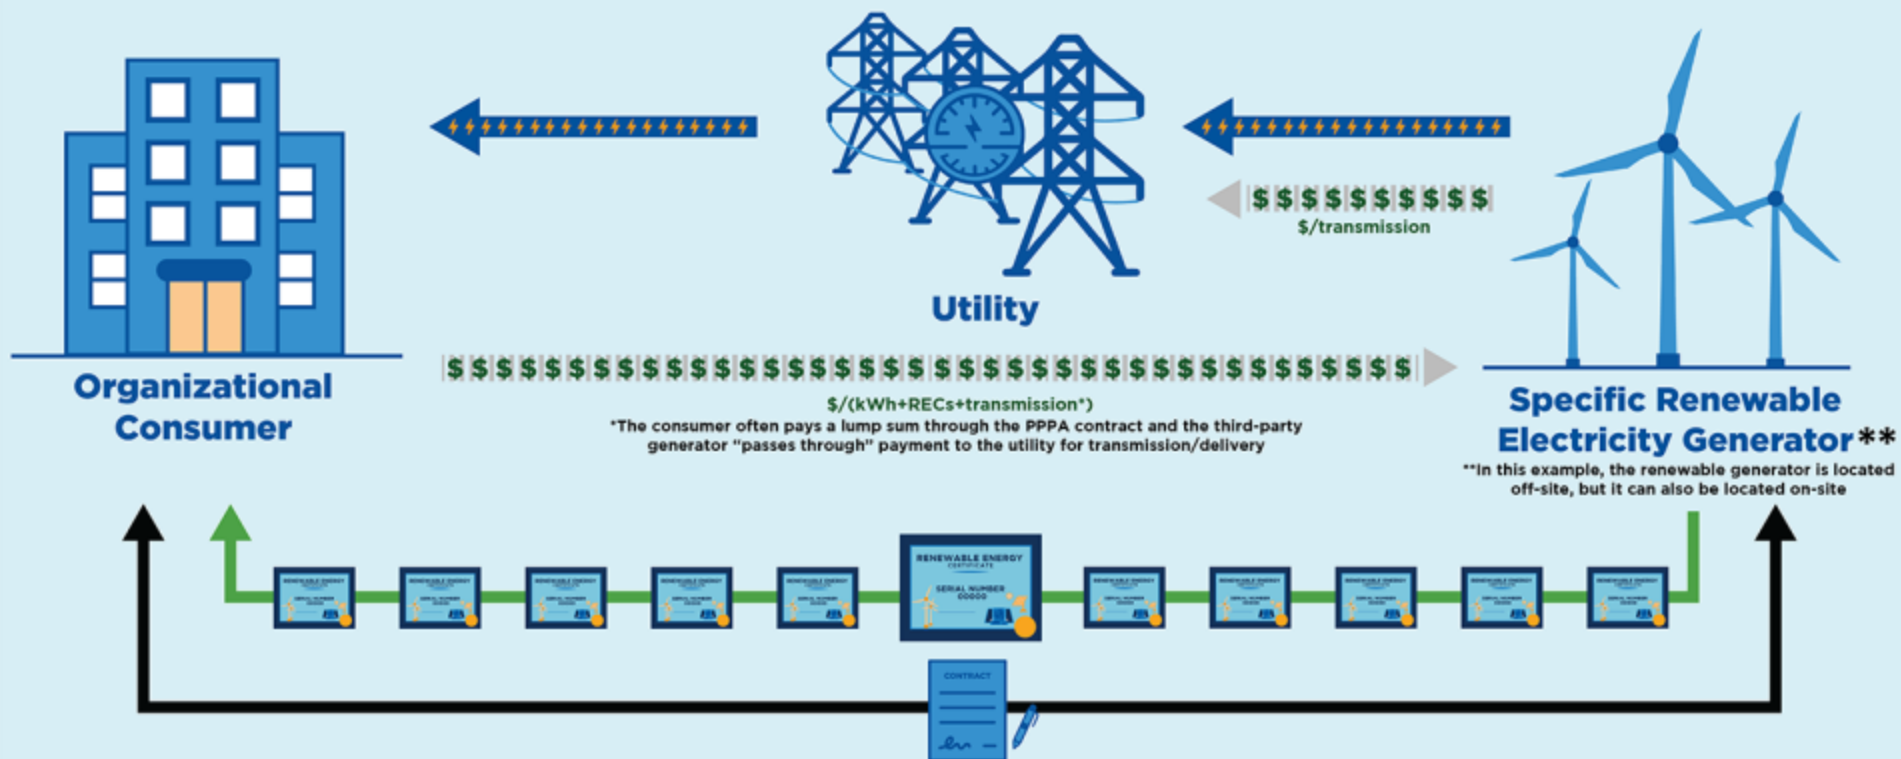 $ $ $ $ $ $ $ $ $ $
$/transmission
Utility
$ $ $ $ $ $ $ $ $ $ $ $ $ $ $ $ $ $ $ $ $ $ $ $ $ $ $ $ $ $ $ $ $ $ $ $ $ $ $ $
$/(kWh+RECs+transmission*)
*The consumer often pays a lump sum through the PPPA contract and the third-party
generator “passes through” payment to the utility for transmission/delivery
Organizational
Consumer
Specific Renewable
Electricity Generator**
**In this example, the renewable generator is located
off-site, but it can also be located on-site
RENEWABLE ENERGY
CERTIFICATE
SERIAL NUMBER
00000
CONTRACT